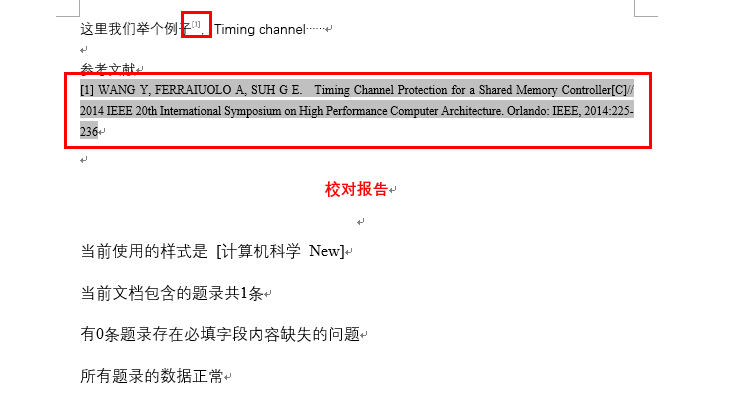 这里我们举个例子[1], Timing channel……
参考文献
[1] WANG Y, FERRAIUOLO A, SUH G E. Timing Channel Protection for a Shared Memory Controller[C]//
2014 IEEE 20th International Symposium on High Performance Computer Architecture. Orlando: IEEE, 2014:225-
236
校对报告
当前使用的样式是 [计算机科学 New]
当前文档包含的题录共1条
有0条题录存在必填字段内容缺失的问题
所有题录的数据正常